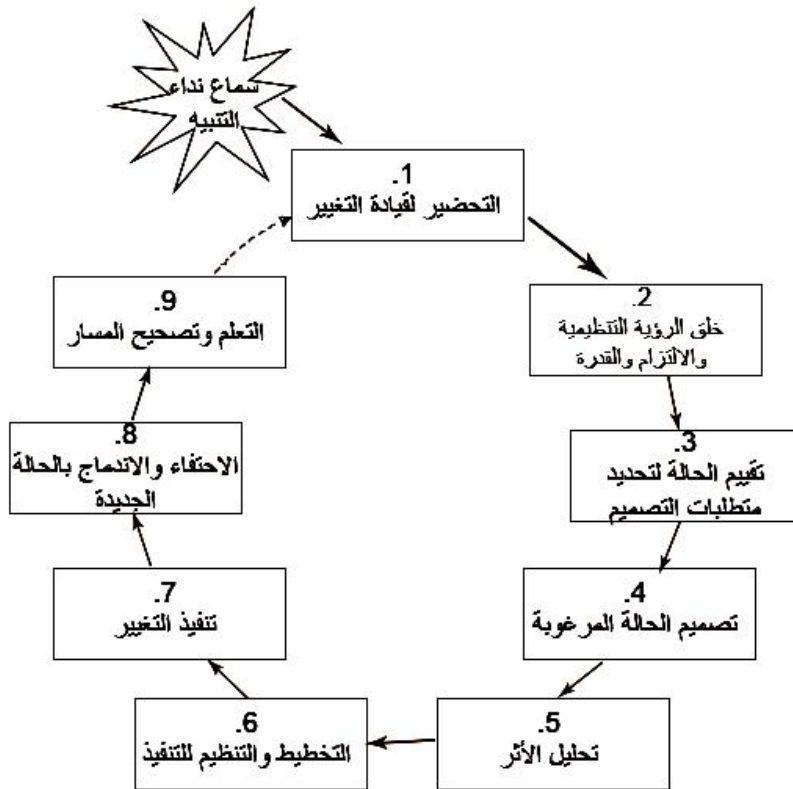 سماع نداء
التنبيه
.1
التحضير لقيادة التغيير
.2
خلق الرؤية التنظيمية
والالتزام والقدرة
.3
تقييم الحالة لتحديد
متطلبات التصميم
.4
تصميم الحالة المرغوبة
.5
تحليل الأثر
.6
التخطيط والتنظيم للتنفيذ
.7
تنفيذ التغيير
.8
الاحتفاء والاندماج بالحالة
الجديدة
.9
التعلم وتصحيح المسار